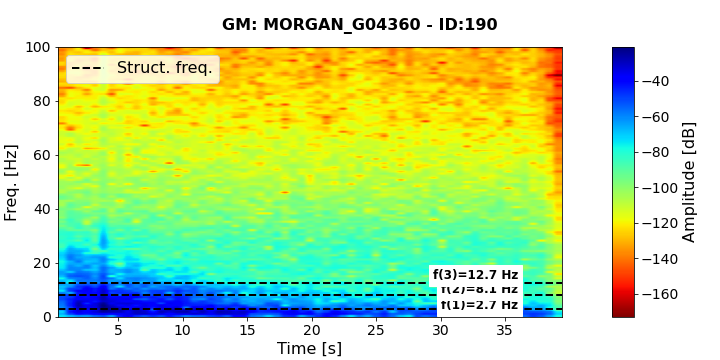 GM: MORGAN_G04360 - ID:190
100
80
60
40
20
0
Freq. [Hz]
Struct. freq.
f(3)=12.7 Hz
f(2)=8.1 Hz
f(1)=2.7 Hz
5
10
15
20
25
30
35
Time [s]
−40
−60
−80
−100
−120
−140
−160
Amplitude [dB]